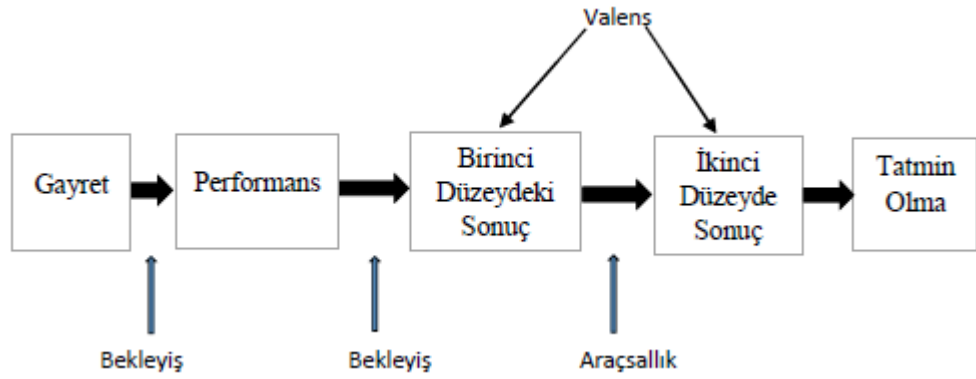 Valens
Gayret
Performans
Birinci
Düzeydeki
Sonuç
İkinci
Düzeyde
Sonuç
Tatmin
Olma
Bekleyiş
Bekleyiş
Araçsallık